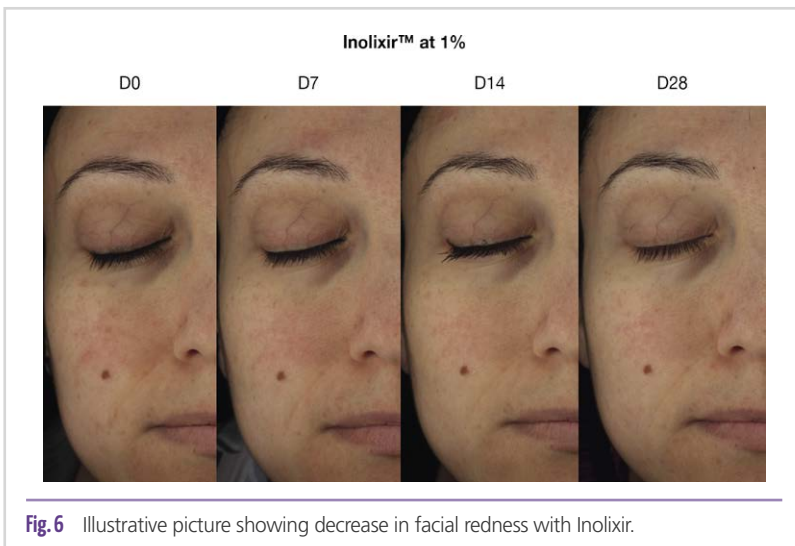 Inolixir™ at 1%
D0 D7 D14 D28
Fig. 6 Illustrative picture showing decrease in facial redness with Inolixir.